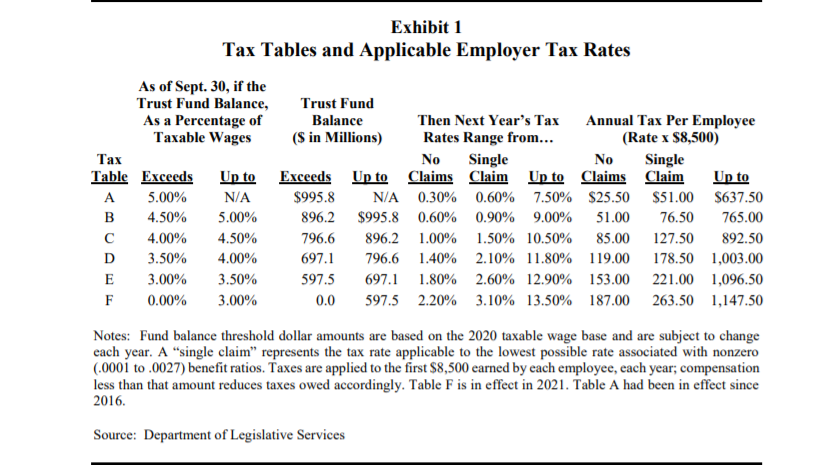 Exhibit 1
Tax Tables and Applicable Employer Tax Rates
As of Sept. 30, if the
Trust Fund Balance, Trust Fund
As a Percentage of Balance Then Next Year's Tax Annual Tax Per Employee
Taxable Wages ($ in Millions) Rates Range from… (Rate x $8,500)
Tax No Single No Single
Table Exceeds Up to Exceeds Up to Claims Claim Up to Claims Claim Up to
A 5.00% N/A $995.8 N/A 0.30% 0.60% 7.50% $25.50 $51.00 $637.50
B 4.50% 5.00% 896.2 $995.8 0.60% 0.90% 9.00% 51.00 76.50 765.00
C 4.00% 4.50% 796.6 896.2 1.00% 1.50% 10.50% 85.00 127.50 892.50
D 3.50% 4.00% 697.1 796.6 1.40% 2.10% 11.80% 119.00 178.50 1,003.00
E 3.00% 3.50% 597.5 697.1 1.80% 2.60% 12.90% 153.00 221.00 1,096.50
F 0.00% 3.00% 0.0 597.5 2.20% 3.10% 13.50% 187.00 263.50 1,147.50
Notes: Fund balance threshold dollar amounts are based on the 2020 taxable wage base and are subject to change
each year. A “single claim” represents the tax rate applicable to the lowest possible rate associated with nonzero
(.0001 to .0027) benefit ratios. Taxes are applied to the first $8,500 earned by each employee, each year; compensation
less than that amount reduces taxes owed accordingly. Table F is in effect in 2021. Table A had been in effect since
2016.
Source: Department of Legislative Services